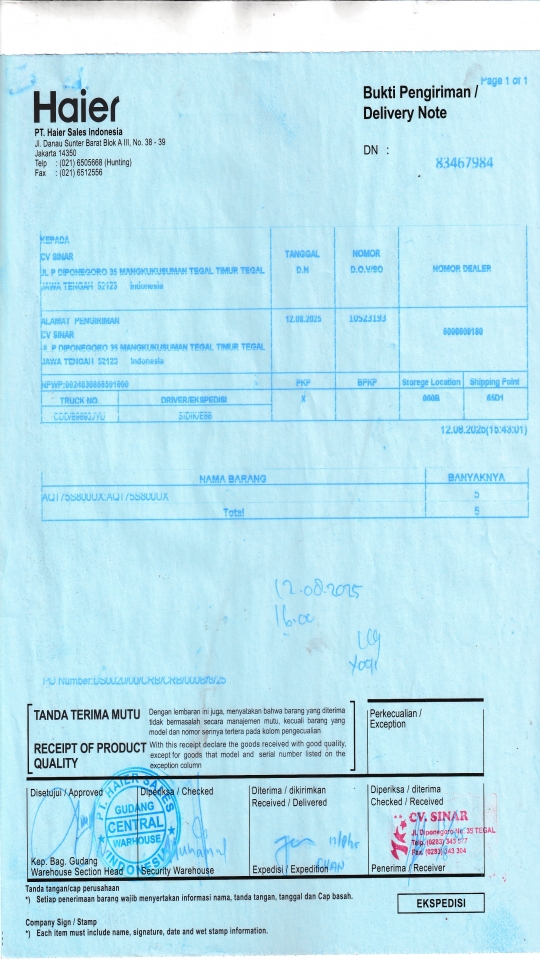 Page 1 of 1
Haier
Bukti Pengiriman /
Delivery Note
PT. Haier Sales Indonesia
Jl. Danau Sunter Barat Blok A III, No. 38 - 39
Jakarta 14350
Telp : (021) 6505668 (Hunting)
Fax : (021) 6512556
DN :
83467984
KEPADA
CV SINAR
JL P DIPONEGORO 35 MANGKUKUSUMAN TEGAL TIMUR TEGAL
JAWA TENGAH 52123 Indonesia
TANGGAL
D.N
NOMOR
D.O./SO
NOMOR DEALER
ALAMAT PENGIRIMAN
CV SINAR
JL P DIPONEGORO 35 MANGKUKUSUMAN TEGAL TIMUR TEGAL
JAWA TENGAH 52123 Indonesia
12.08.2025
10523193
TRUCK NO.
DRIVER/EKSPEDISI
PKP
BPKP
Storege Location
Shipping Point
X
12.08.2025(15:43:01)
NAMA BARANG
BANYAKNYA
5
Total
5
12.08.2025
16.00
Yogi
TANDA TERIMA MUTU
Dengan lembaran ini juga, menyatakan bahwa barang yang diterima
tidak bermasalah secara manajemen mutu, kecuali barang yang
model dan nomor serinya tertera pada kolom pengecualian
RECEIPT OF PRODUCT
QUALITY
With this receipt declare the goods received with good quality,
except for goods that model and serial number listed on the
exception column
Perkecualian /
Exception
Disetujui / Approved
Diperiksa / Checked
Diterima / dikirimkan
Received / Delivered
Diperiksa / diterima
Checked / Received
PT. HAIER SALES
GUDANG
CENTRAL
WARHOUSE
INDONESIA
CV. SINAR
Jl. Diponegoro No. 35 TEGAL
Kep. Bag. Gudang
Warehouse Section Head
Security Warehouse
Expedisi / Expedition
Penerima / Receiver
Tanda tangan/cap perusahaan
*) Setiap penerimaan barang wajib menyertakan informasi nama, tanda tangan, tanggal dan Cap basah.
EKSPEDISI
Company Sign / Stamp
*) Each item must include name, signature, date and wet stamp information.